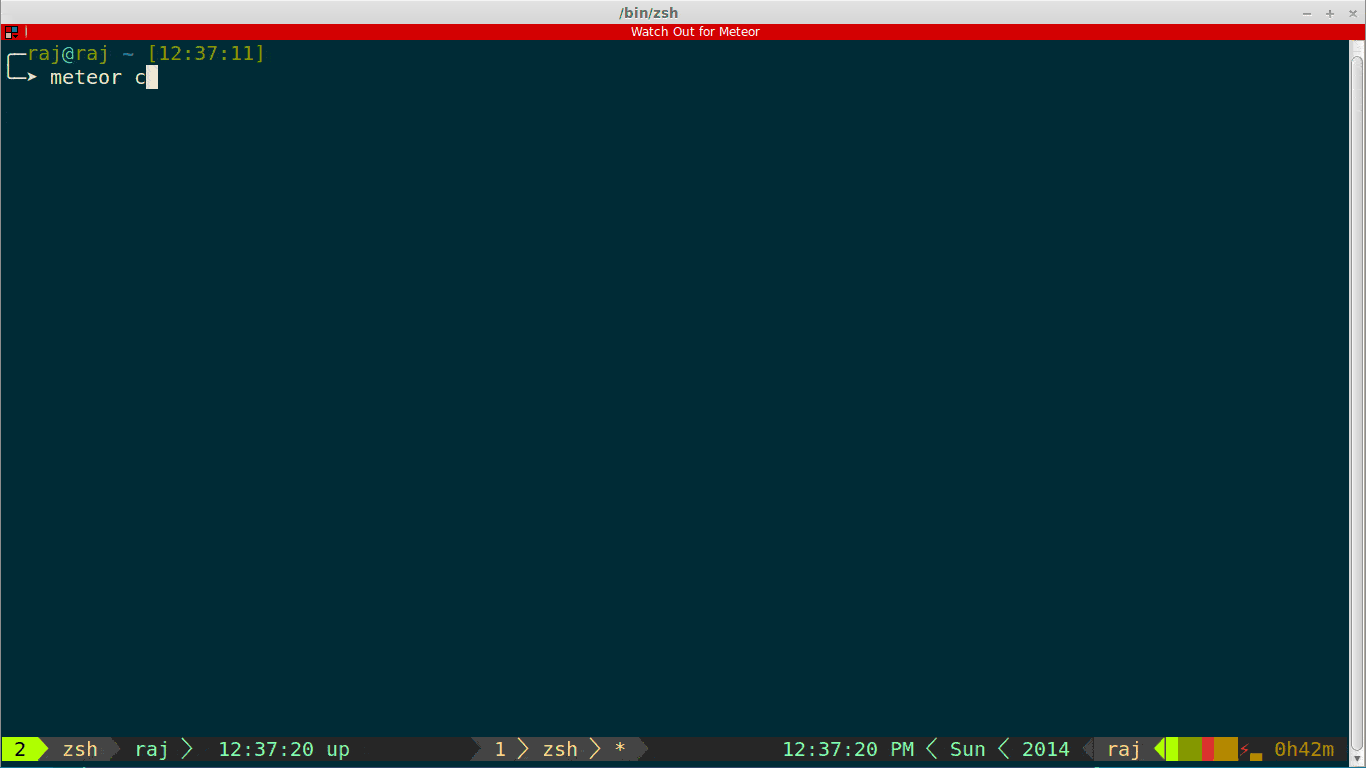 /bin/zsh
Watch Out for Meteor
raj@raj ~ [12:37:11]
meteor c
2 zsh raj 12:37:20 up 1 zsh * 12:37:20 PM Sun 2014 raj 0h42m